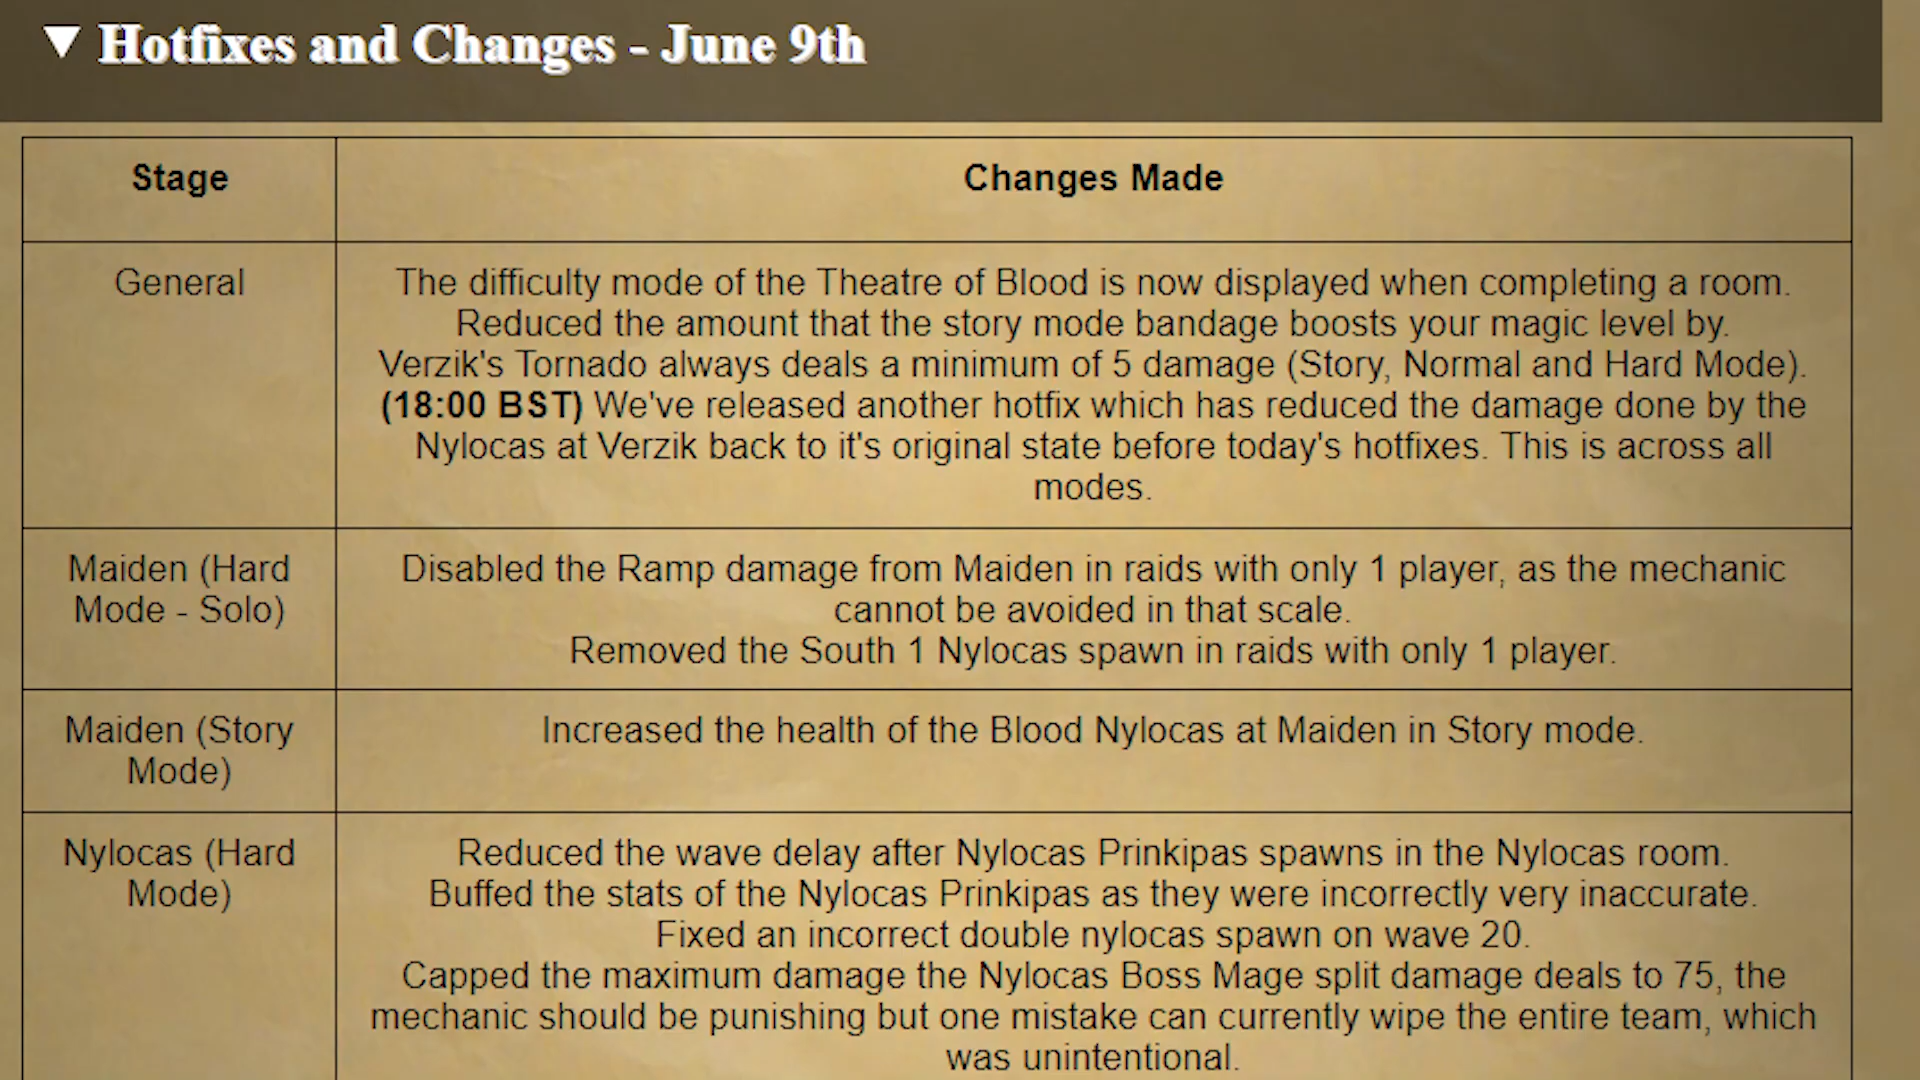 ▼ Hotfixes and Changes - June 9th
Stage
Changes Made
General
The difficulty mode of the Theatre of Blood is now displayed when completing a room.
Reduced the amount that the story mode bandage boosts your magic level by.
Verzik's Tornado always deals a minimum of 5 damage (Story, Normal and Hard Mode).
(18:00 BST) We've released another hotfix which has reduced the damage done by the
Nylocas at Verzik back to it's original state before today's hotfixes. This is across all
modes.
Maiden (Hard
Mode - Solo)
Disabled the Ramp damage from Maiden in raids with only 1 player, as the mechanic
cannot be avoided in that scale.
Removed the South 1 Nylocas spawn in raids with only 1 player.
Maiden (Story
Mode)
Increased the health of the Blood Nylocas at Maiden in Story mode.
Nylocas (Hard
Mode)
Reduced the wave delay after Nylocas Prinkipas spawns in the Nylocas room.
Buffed the stats of the Nylocas Prinkipas as they were incorrectly very inaccurate.
Fixed an incorrect double nylocas spawn on wave 20.
Capped the maximum damage the Nylocas Boss Mage split damage deals to 75, the
mechanic should be punishing but one mistake can currently wipe the entire team, which
was unintentional.